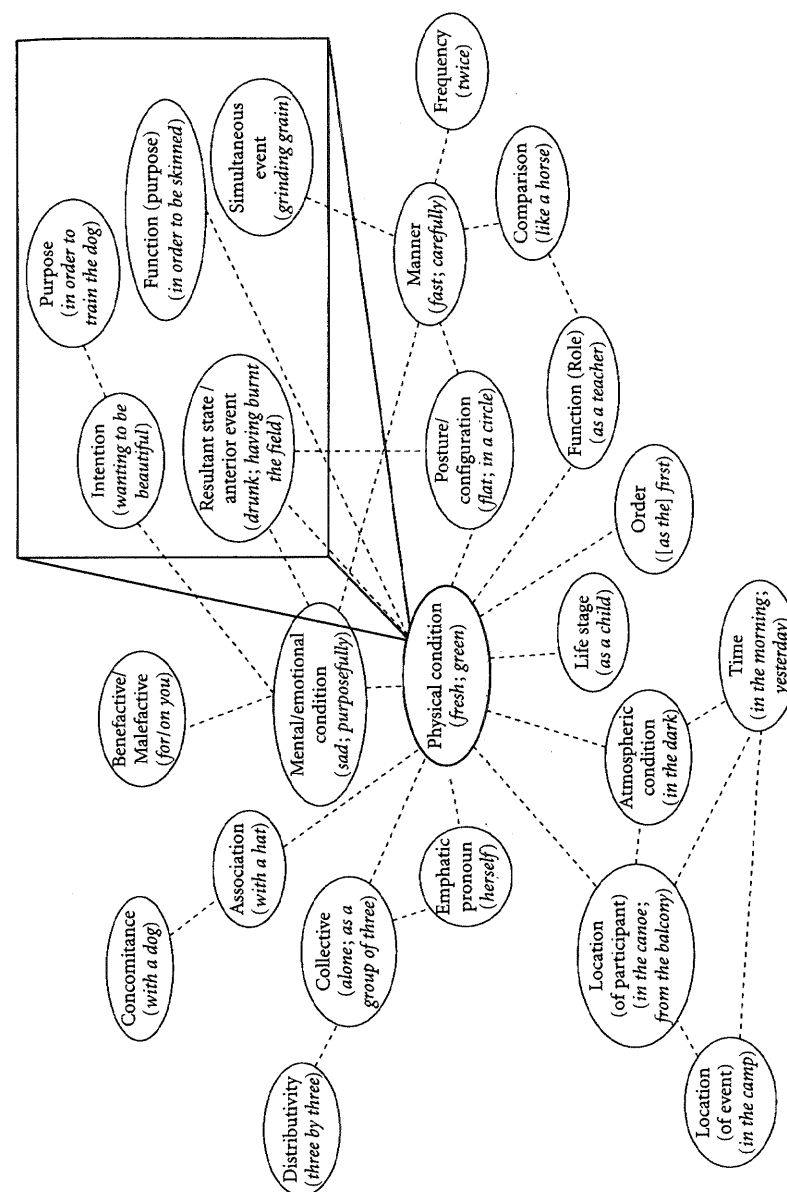 Purpose
(in order to
train the dog)
Function (purpose)
(in order to be skinned)
Simultaneous
event
(grinding grain)
Intention
(wanting to be
beautiful)
Resultant state /
anterior event
(drunk; having burnt
the field)
Frequency
(twice)
Manner
(fast; carefully)
Comparison
(like a horse)
Posture/
configuration
(flat; in a circle)
Function (Role)
(as a teacher)
Order
([as the] first)
Benefactive/
Malefactive
(for/on you)
Mental/emotional
condition
(sad; purposefully)
Physical condition
(fresh; green)
Life stage
(as a child)
Concomitance
(with a dog)
Association
(with a hat)
Collective
(alone; as a
group of three)
Emphatic
pronoun
(herself)
Atmospheric
condition
(in the dark)
Time
(in the morning;
yesterday)
Distributivity
(three by three)
Location
(of participant)
(in the canoe;
from the balcony)
Location
(of event)
(in the camp)